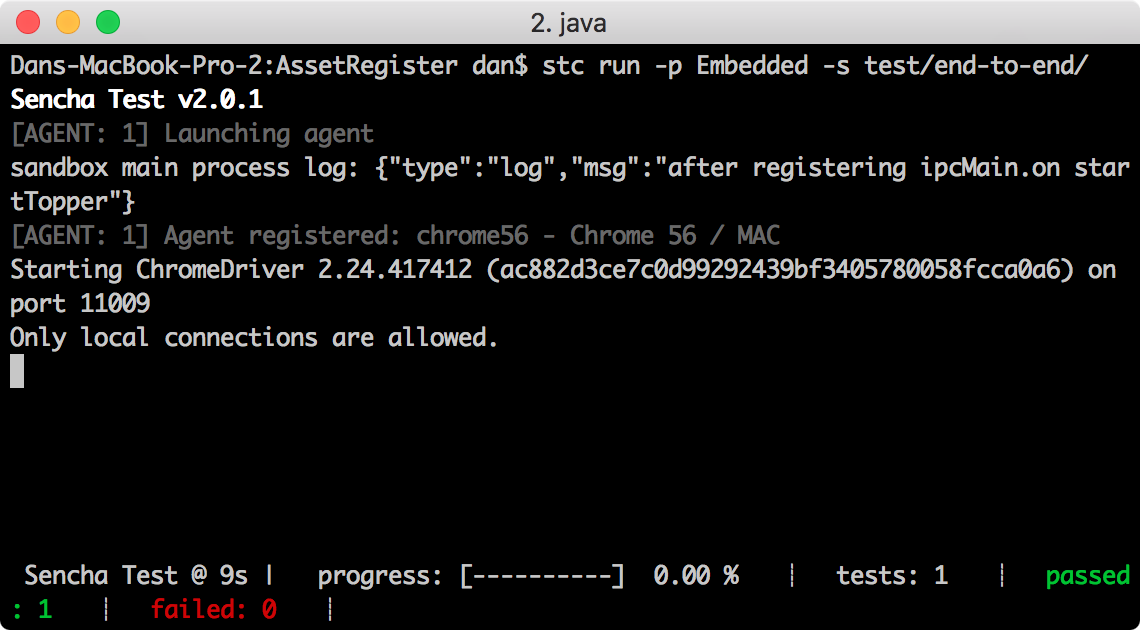 2. java
Dans-MacBook-Pro-2:AssetRegister dan$ stc run -p Embedded -s test/end-to-end/
Sencha Test v2.0.1
[AGENT: 1] Launching agent
sandbox main process log: {"type":"log","msg":"after registering ipcMain.on star
tTopper"}
[AGENT: 1] Agent registered: chrome56 - Chrome 56 / MAC
Starting ChromeDriver 2.24.417412 (ac882d3ce7c0d99292439bf3405780058fcca0a6) on
port 11009
Only local connections are allowed.
Sencha Test @ 9s | progress: [----------] 0.00 % ¦ tests: 1 ¦ passed
: 1 ¦ failed: 0 ¦